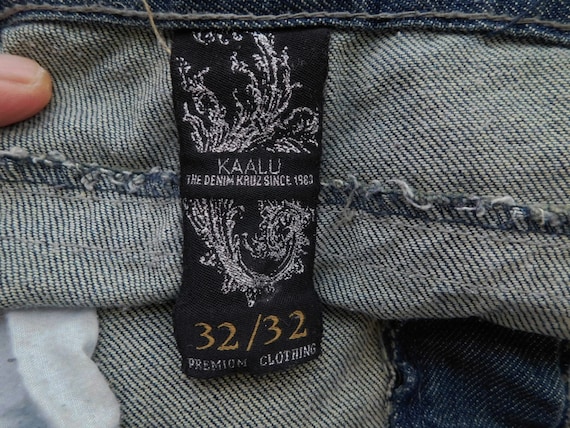 KAALU
THE DENIM KRUZ SINCE 1983
32/32
PREMIUM CLOTHING